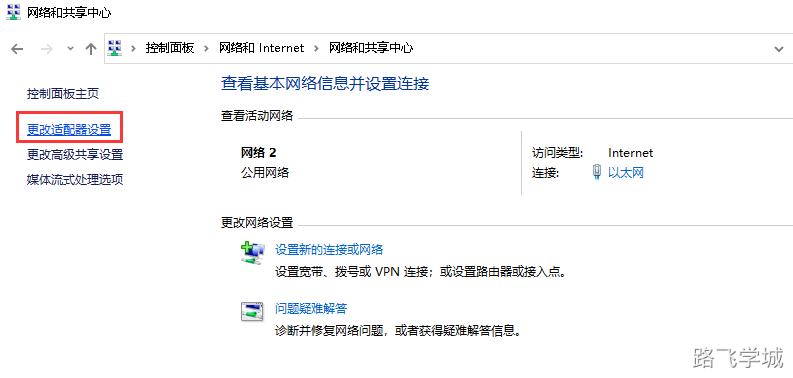 网络和共享中心
控制面板 > 网络和 Internet > 网络和共享中心
控制面板主页
更改适配器设置
更改高级共享设置
媒体流式处理选项
查看基本网络信息并设置连接
查看活动网络
网络 2
公用网络
访问类型: Internet
连接: 以太网
更改网络设置
设置新的连接或网络
设置宽带、拨号或 VPN 连接；或设置路由器或接入点。
问题疑难解答
诊断并修复网络问题，或者获得疑难解答信息。
路飞学城